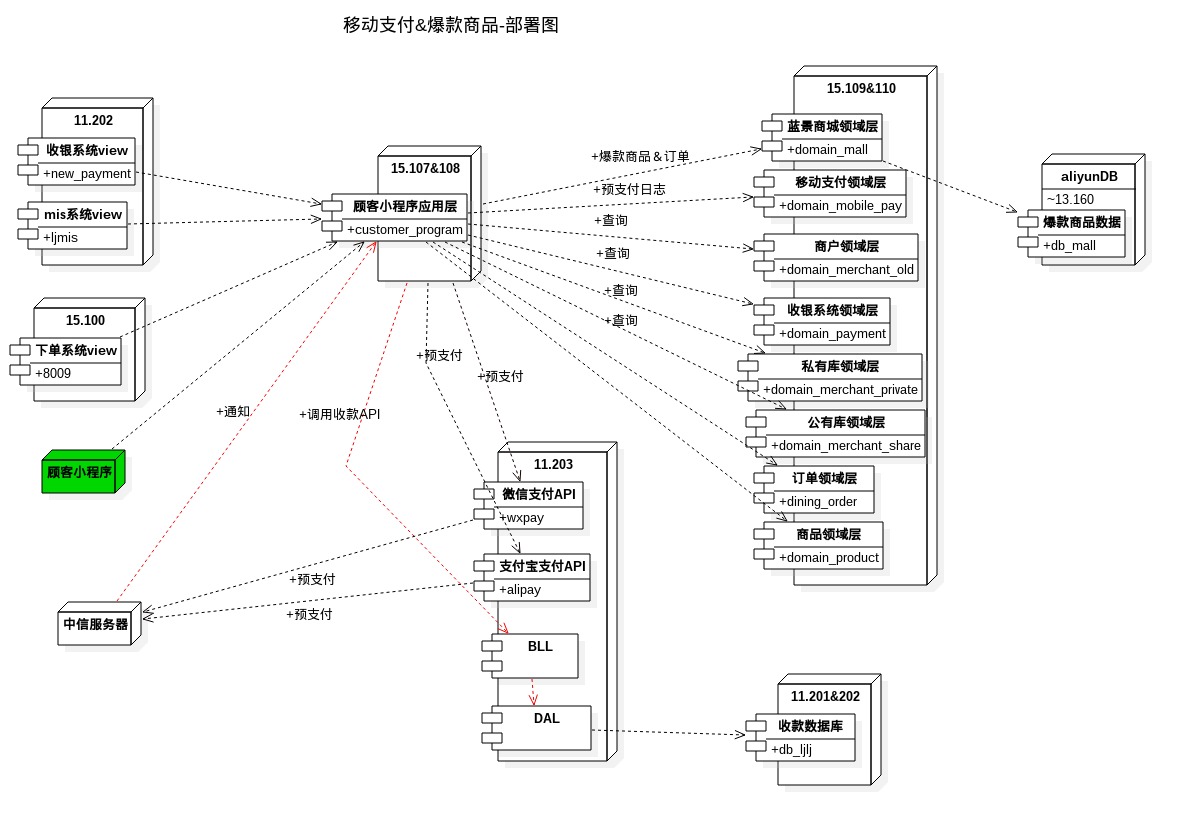 移动支付&爆款商品-部署图
11.202
收银系统view
+new_payment
mis系统view
+ljmis
15.100
下单系统view
+8009
顾客小程序
中信服务器
15.107&108
顾客小程序应用层
+customer_program
+爆款商品＆订单
+预支付日志
+查询
+查询
+查询
+查询
+预支付
+预支付
+通知
+调用收款API
+预支付
+预支付
11.203
微信支付API
+wxpay
支付宝支付API
+alipay
BLL
DAL
15.109&110
蓝景商城领域层
+domain_mall
移动支付领域层
+domain_mobile_pay
商户领域层
+domain_merchant_old
收银系统领域层
+domain_payment
私有库领域层
+domain_merchant_private
公有库领域层
+domain_merchant_share
订单领域层
+dining_order
商品领域层
+domain_product
aliyunDB
~13.160
爆款商品数据
+db_mall
11.201&202
收款数据库
+db_ljlj